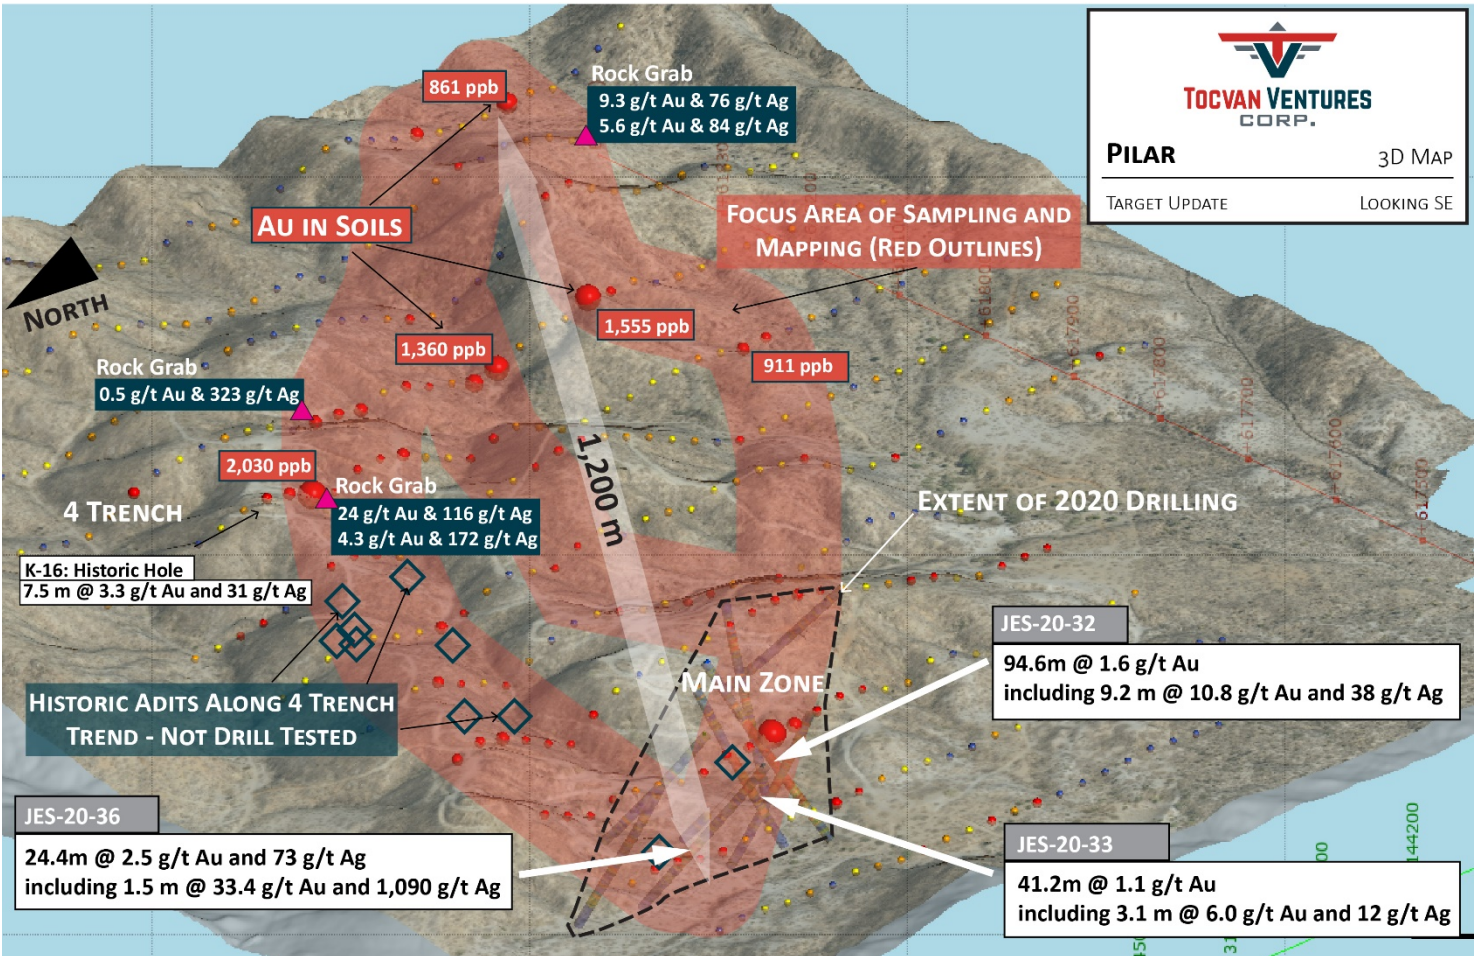 861 ppb
Rock Grab
9.3 g/t Au & 76 g/t Ag
5.6 g/t Au & 84 g/t Ag
TOCVAN VENTURES
CORP.
PILAR
3D MAP
TARGET UPDATE
LOOKING SE
AU IN SOILS
FOCUS AREA OF SAMPLING AND
MAPPING (RED OUTLINES)
NORTH
1,555 ppb
1,360 ppb
911 ppb
Rock Grab
0.5 g/t Au & 323 g/t Ag
1,200 m
2,030 ppb
Rock Grab
24 g/t Au & 116 g/t Ag
4.3 g/t Au & 172 g/t Ag
4 TRENCH
EXTENT OF 2020 DRILLING
K-16: Historic Hole
7.5 m @ 3.3 g/t Au and 31 g/t Ag
JES-20-32
94.6m @ 1.6 g/t Au
including 9.2 m @ 10.8 g/t Au and 38 g/t Ag
MAIN ZONE
HISTORIC ADITS ALONG 4 TRENCH
TREND - NOT DRILL TESTED
JES-20-36
24.4m @ 2.5 g/t Au and 73 g/t Ag
including 1.5 m @ 33.4 g/t Au and 1,090 g/t Ag
JES-20-33
41.2m @ 1.1 g/t Au
including 3.1 m @ 6.0 g/t Au and 12 g/t Ag
144200